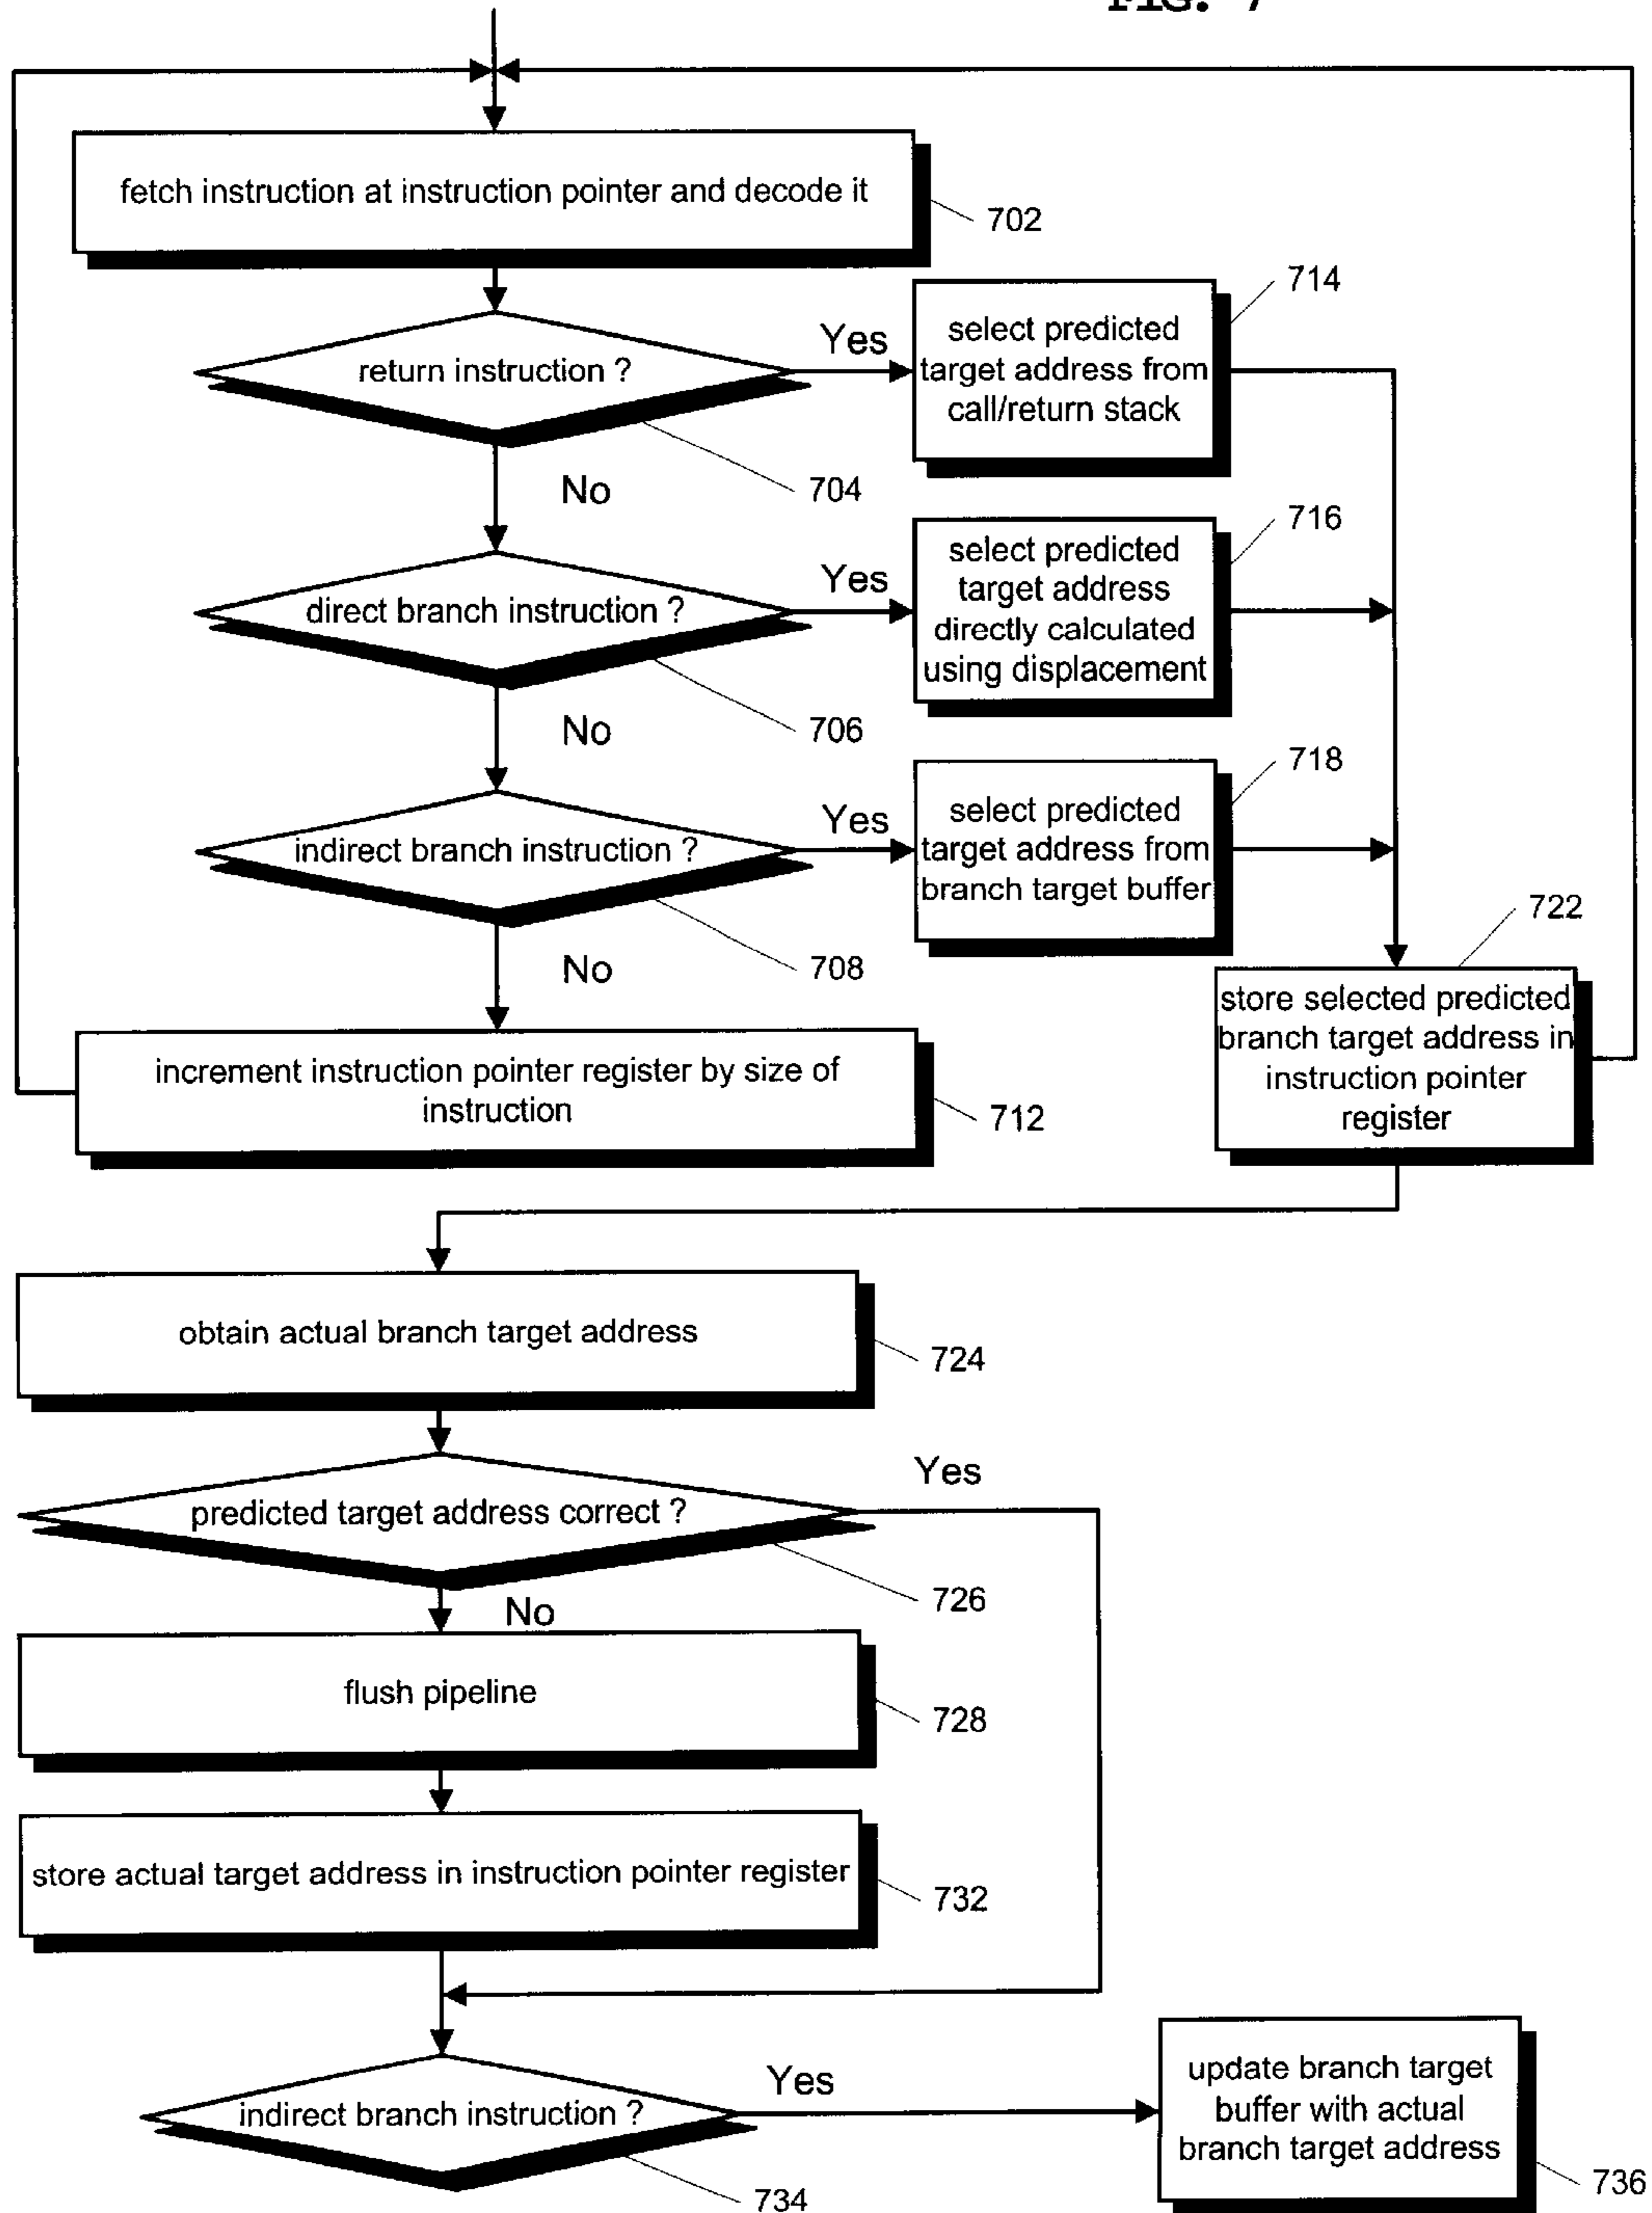 FIG. 7
fetch instruction at instruction pointer and decode it
702
714
return instruction ?
Yes
select predicted
target address from
call/return stack
704
No
716
direct branch instruction ?
Yes
select predicted
target address
directly calculated
using displacement
706
No
718
indirect branch instruction ?
Yes
select predicted
target address from
branch target buffer
708
No
722
store selected predicted
branch target address in
instruction pointer
register
increment instruction pointer register by size of
instruction
712
obtain actual branch target address
724
predicted target address correct ?
Yes
726
No
flush pipeline
728
store actual target address in instruction pointer register
732
indirect branch instruction ?
Yes
734
update branch target
buffer with actual
branch target address
736